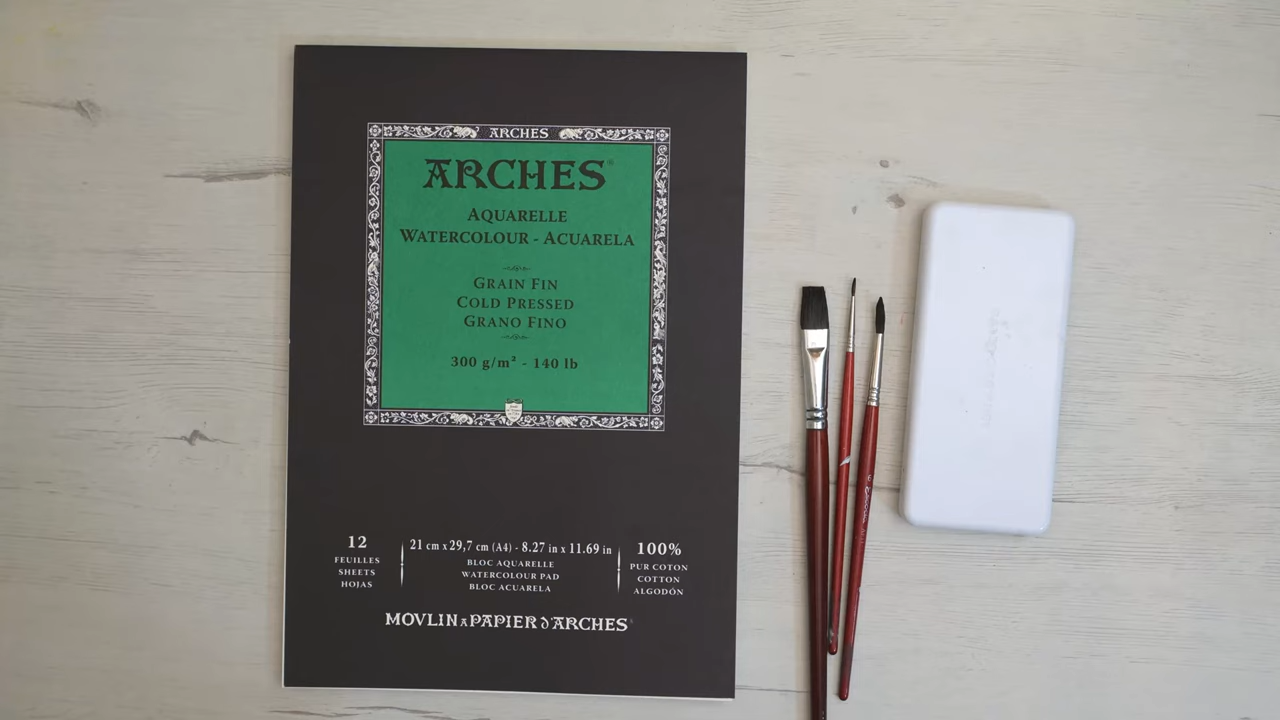 ARCHES
ARCHES®
AQUARELLE
WATERCOLOUR - ACUARELA
GRAIN FIN
COLD PRESSED
GRANO FINO
300 g/m² - 140 lb
12
FEUILLES
SHEETS
HOJAS
21 cm x 29,7 cm (A4) - 8.27 in x 11.69 in
BLOC AQUARELLE
WATERCOLOUR PAD
BLOC ACUARELA
100%
PUR COTON
COTTON
ALGODÓN
MOVLIN A PAPIER D'ARCHES®